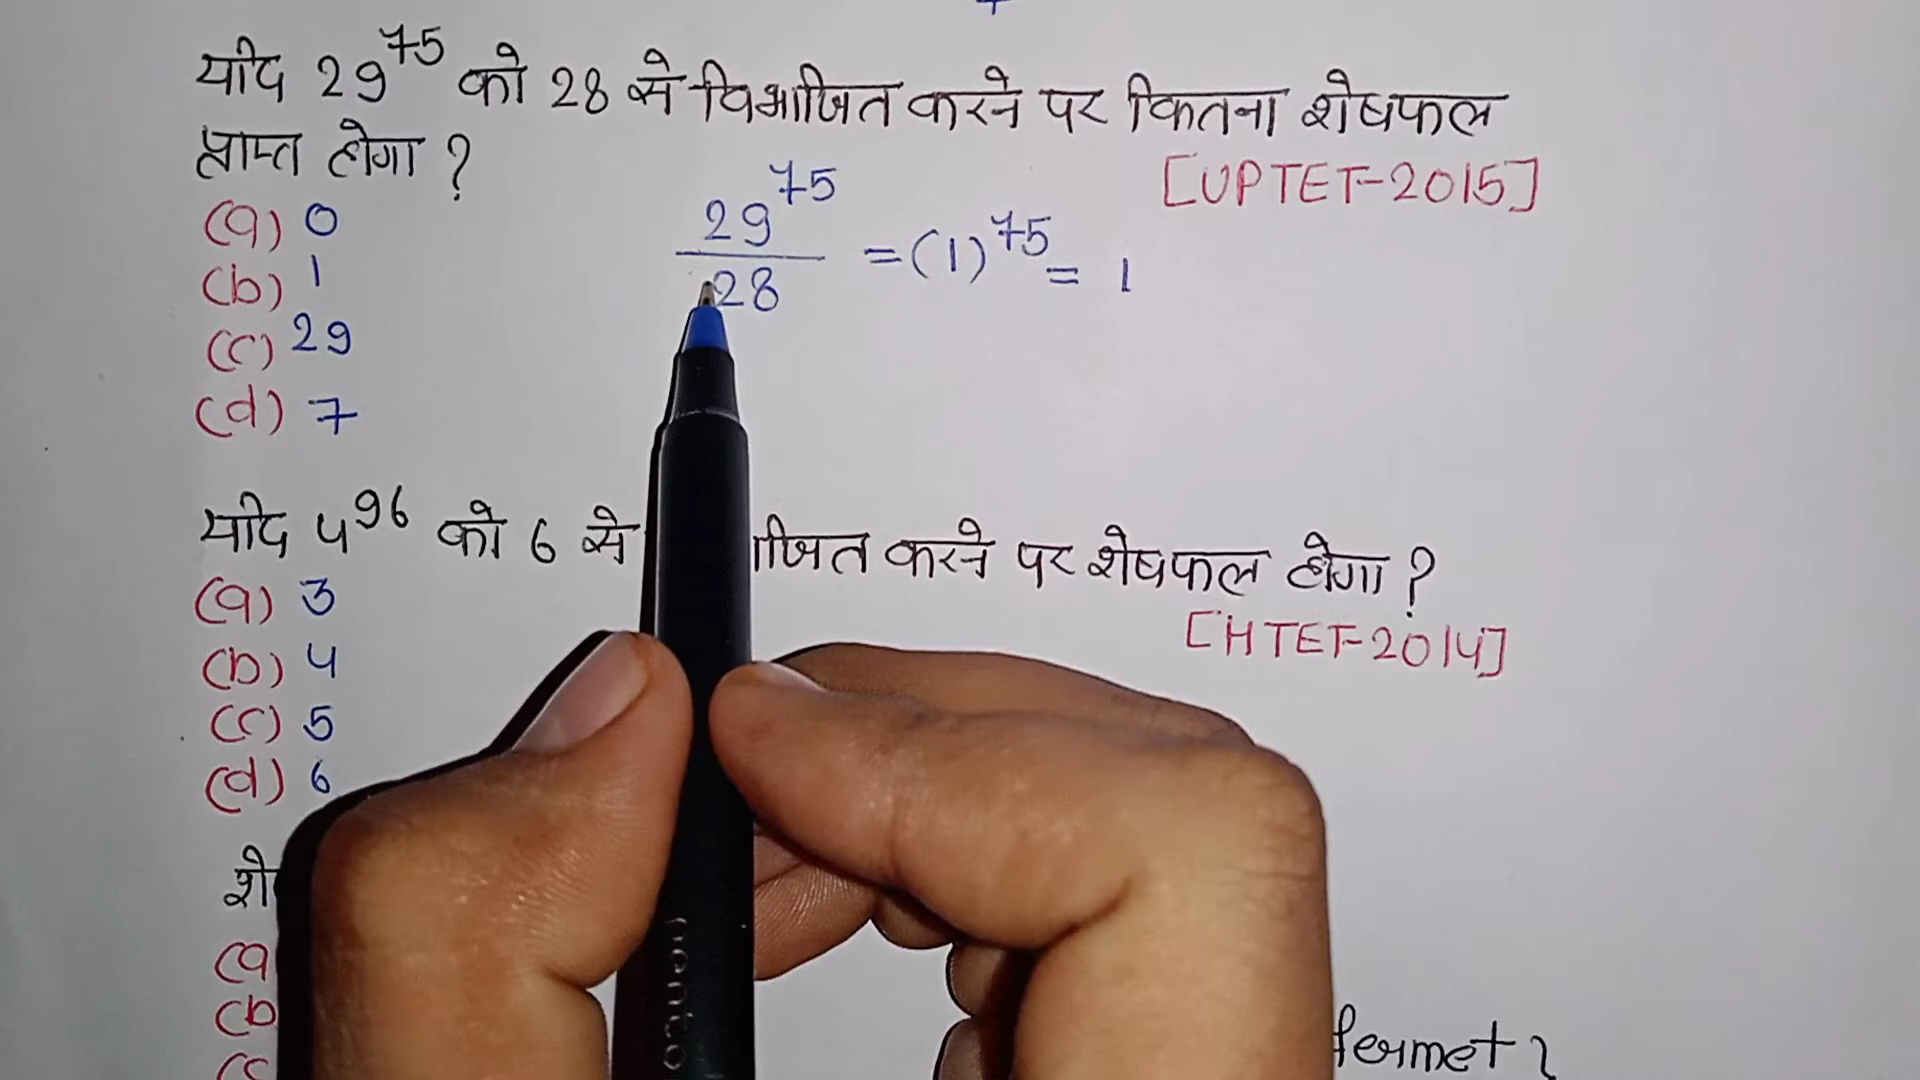 यदि 29^75 को 28 से विभाजित करने पर कितना शेषफल
प्राप्त होगा ?
[UPTET-2015]
(a) 0
(b) 1
(c) 29
(d) 7
29^75 / 28 = (1)^75 = 1
यदि 4^96 को 6 से करने पर शेषफल होगा ?
[HTET-2014]
(a) 3
(b) 4
(c) 5
(d) 6
(a
(b
(c
pentо